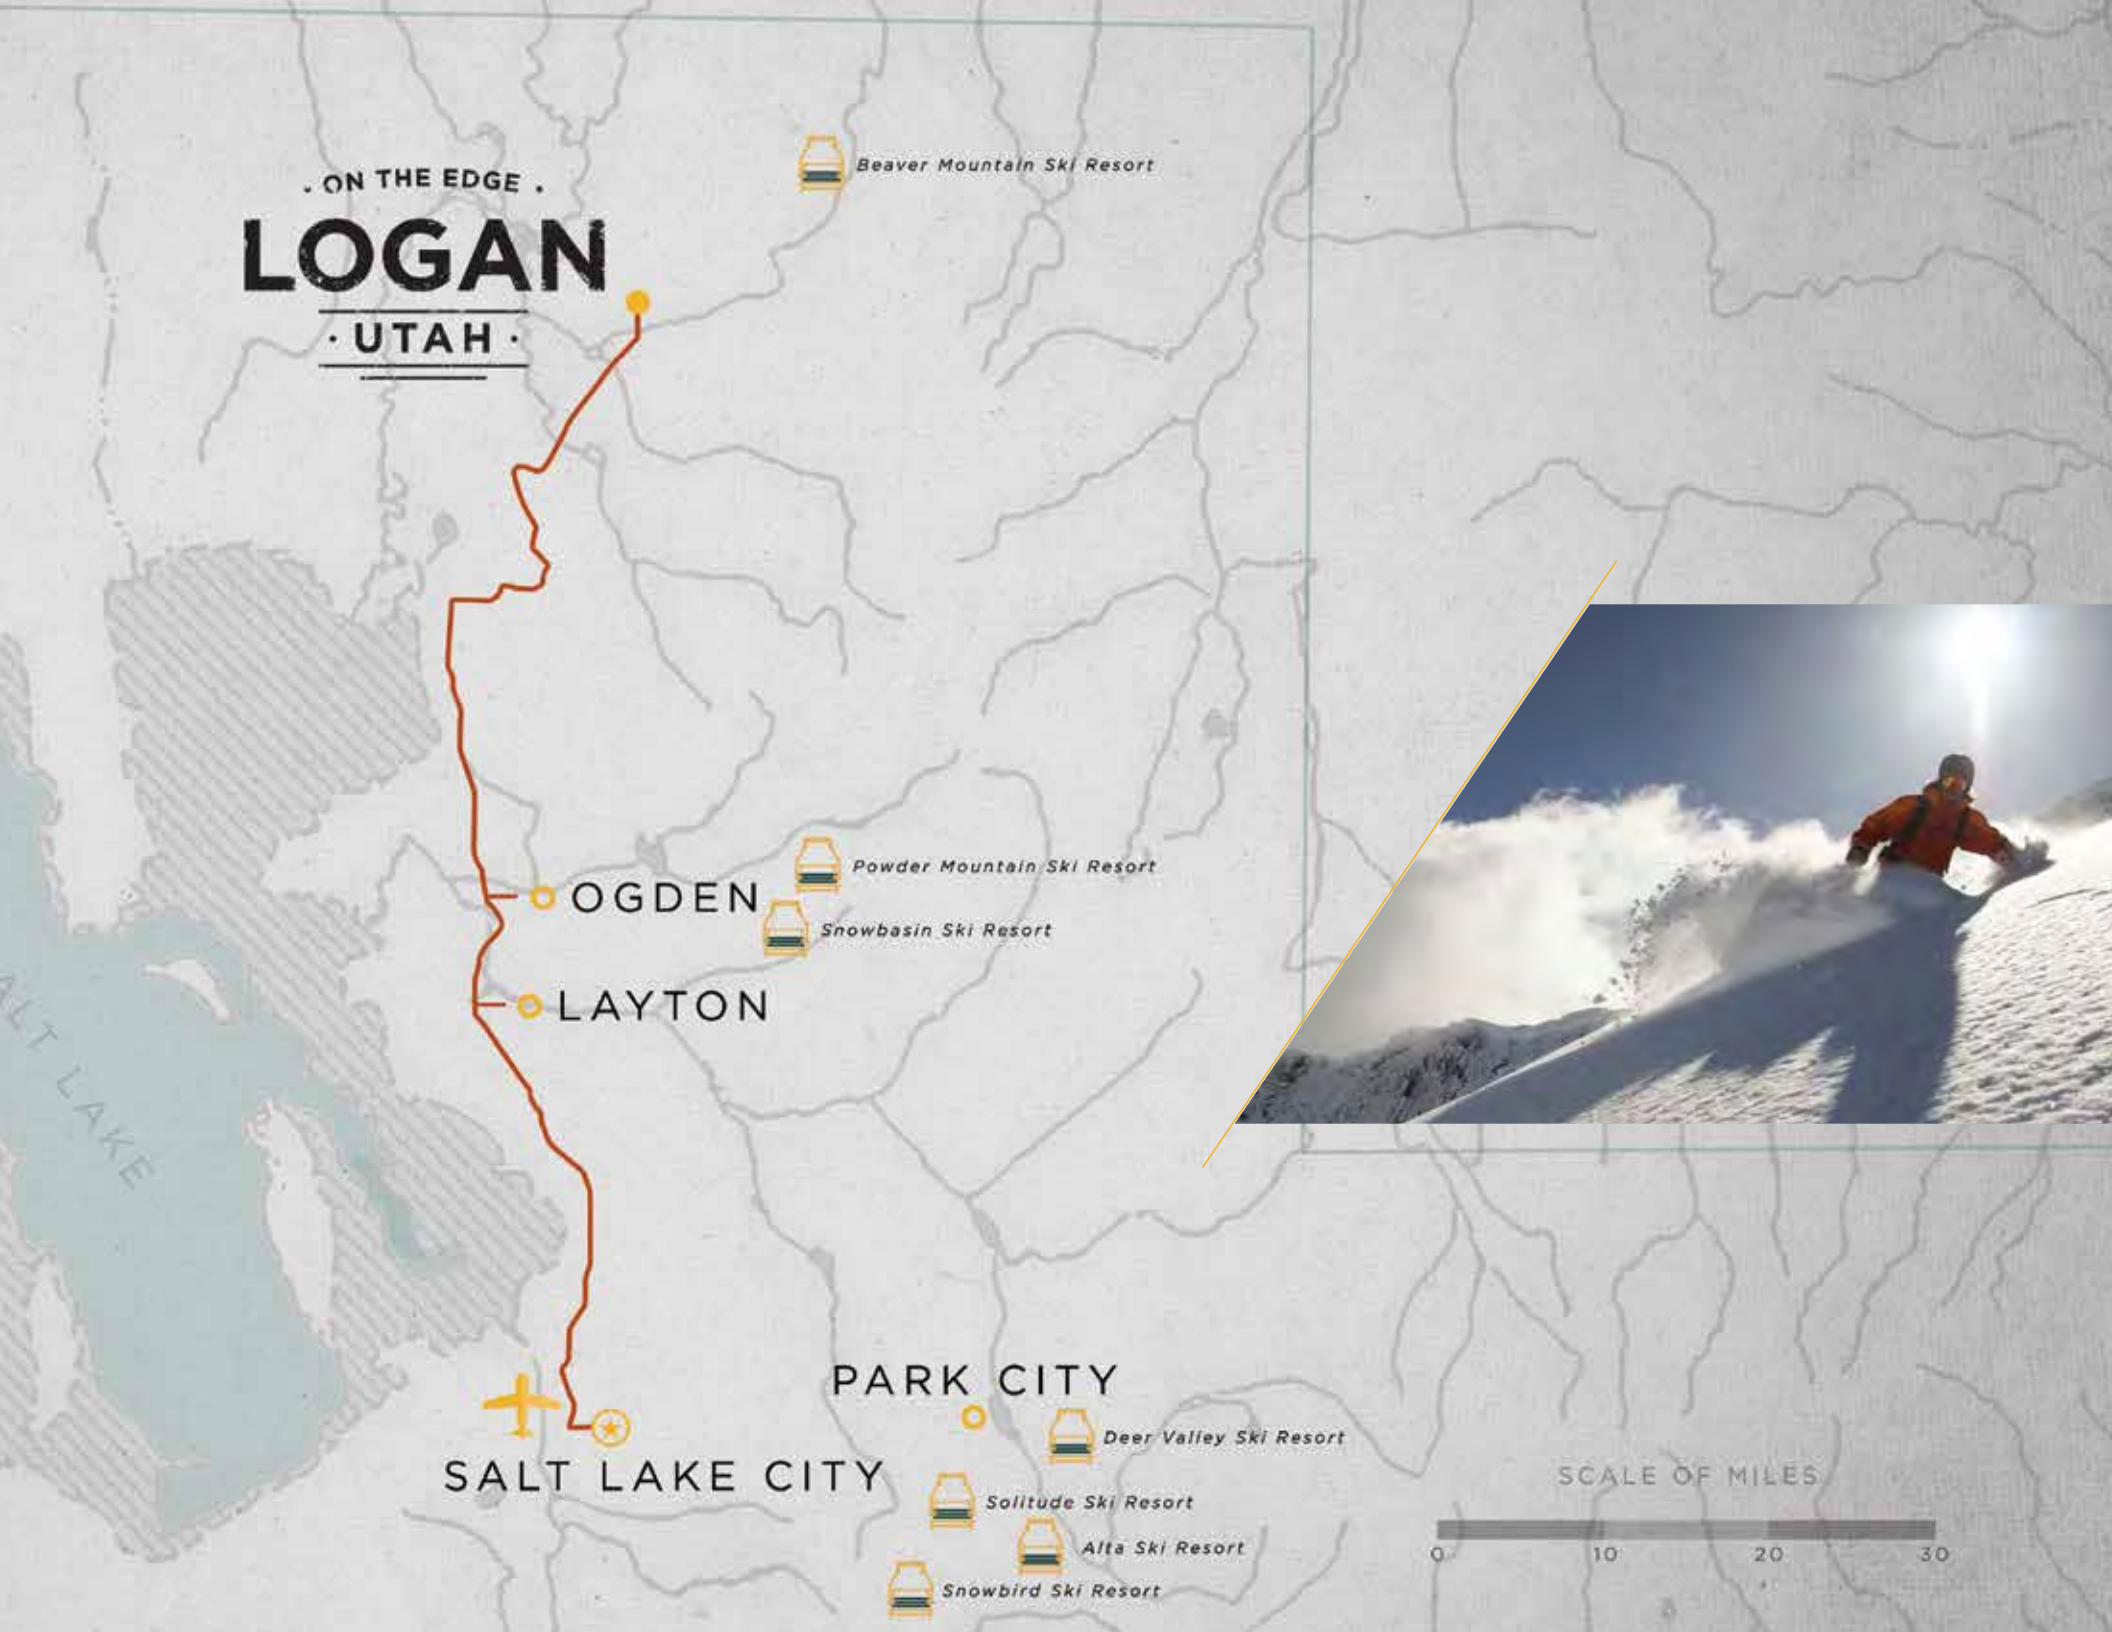 Beaver Mountain Ski Resort
. ON THE EDGE .
LOGAN
· UTAH ·
Powder Mountain Ski Resort
OGDEN
Snowbasin Ski Resort
LAYTON
ALT LAKE
PARK CITY
Deer Valley Ski Resort
SALT LAKE CITY
SCALE OF MILES
Solitude Ski Resort
Alta Ski Resort
0 10 20 30
Snowbird Ski Resort